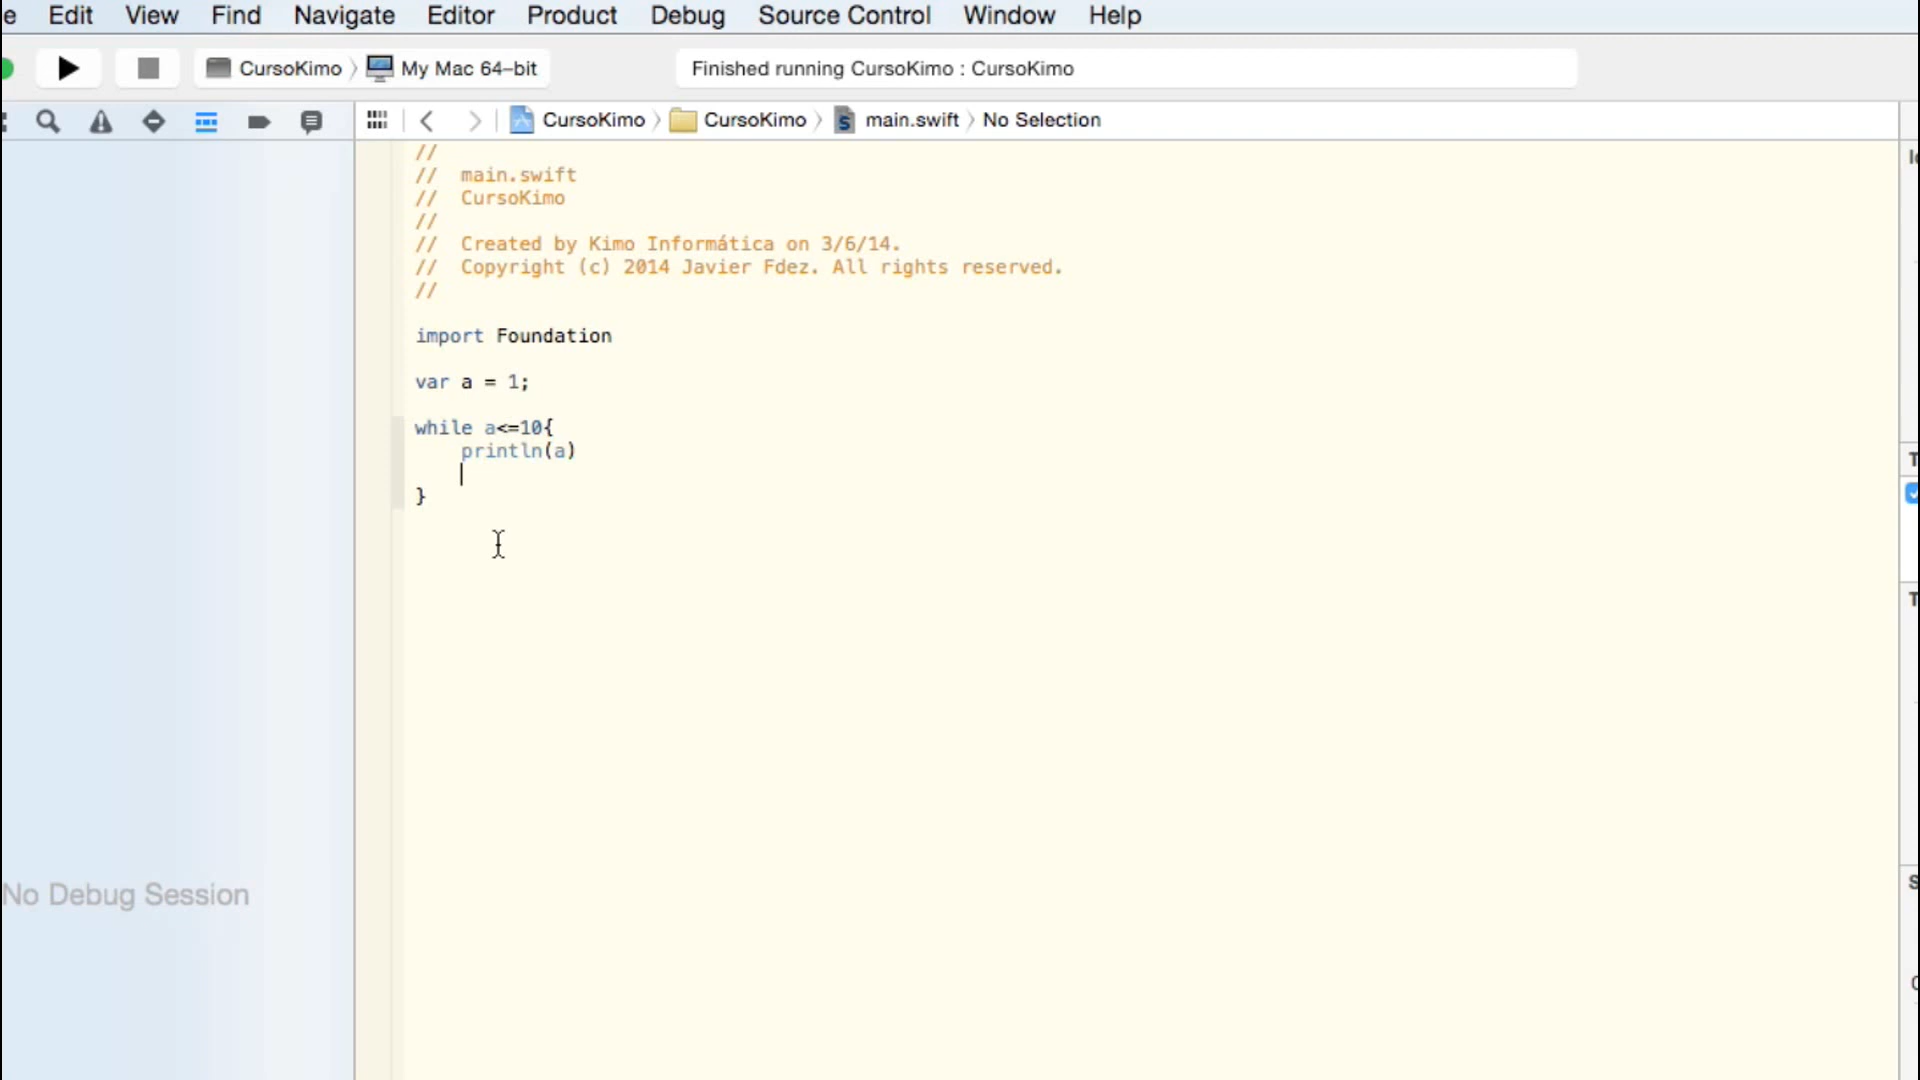 e Edit View Find Navigate Editor Product Debug Source Control Window Help
CursoKimo My Mac 64-bit Finished running CursoKimo : CursoKimo
CursoKimo CursoKimo main.swift No Selection
//
// main.swift
// CursoKimo
//
// Created by Kimo Informática on 3/6/14.
// Copyright (c) 2014 Javier Fdez. All rights reserved.
//
import Foundation
var a = 1;
while a<=10{
println(a)
}
No Debug Session